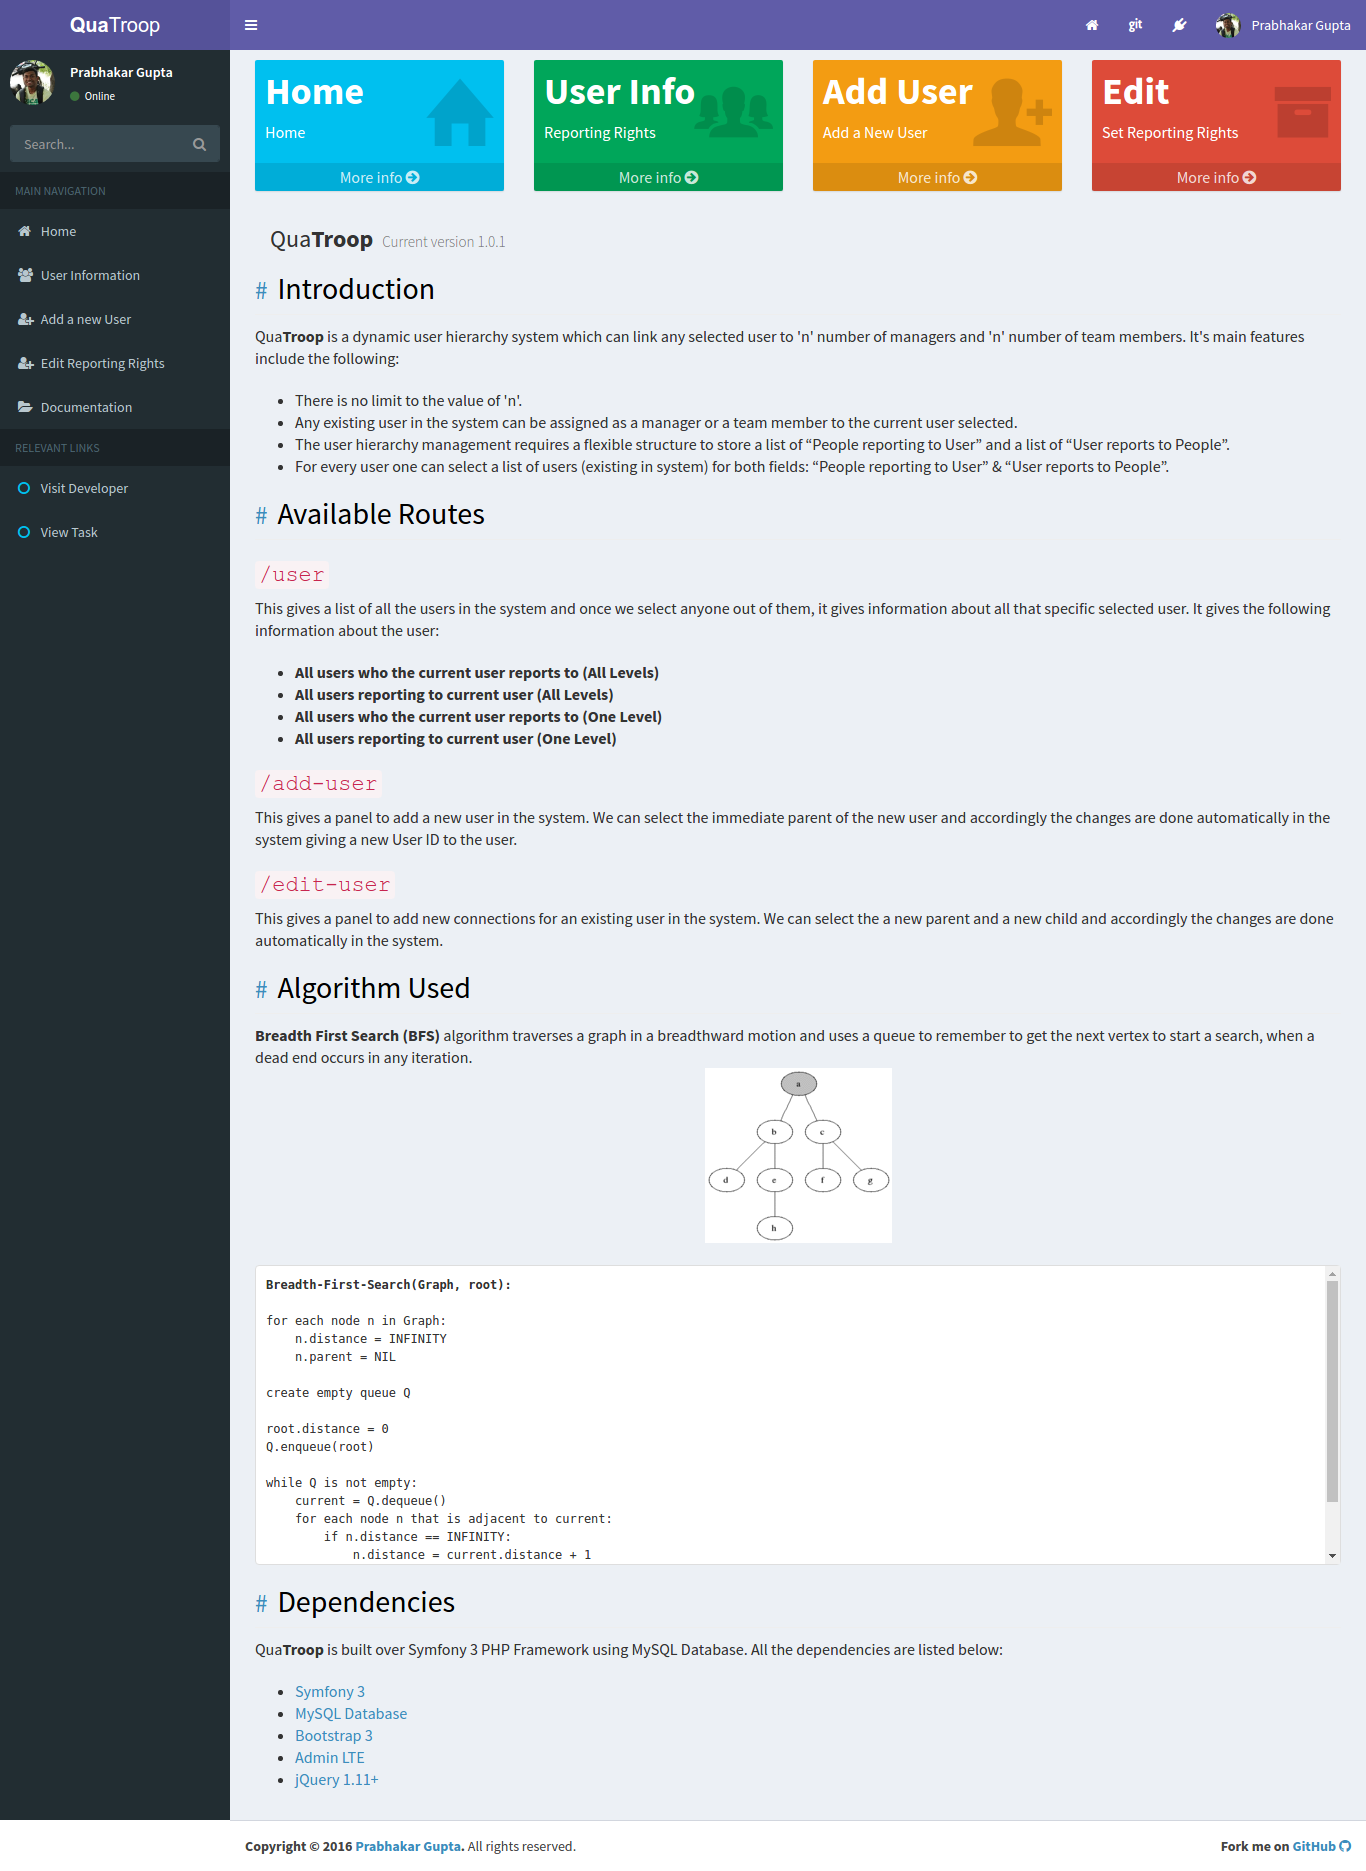 QuaTroop
git
Prabhakar Gupta
Prabhakar Gupta
Online
Search...
MAIN NAVIGATION
Home
User Information
Add a new User
Edit Reporting Rights
Documentation
RELEVANT LINKS
Visit Developer
View Task
Home
Home
More info
User Info
Reporting Rights
More info
Add User
Add a New User
More info
Edit
Set Reporting Rights
More info
QuaTroop Current version 1.0.1
# Introduction
QuaTroop is a dynamic user hierarchy system which can link any selected user to 'n' number of managers and 'n' number of team members. It's main features
include the following:
• There is no limit to the value of 'n'.
• Any existing user in the system can be assigned as a manager or a team member to the current user selected.
• The user hierarchy management requires a flexible structure to store a list of “People reporting to User” and a list of “User reports to People”.
• For every user one can select a list of users (existing in system) for both fields: “People reporting to User” & “User reports to People”.
# Available Routes
/user
This gives a list of all the users in the system and once we select anyone out of them, it gives information about all that specific selected user. It gives the following
information about the user:
• All users who the current user reports to (All Levels)
• All users reporting to current user (All Levels)
• All users who the current user reports to (One Level)
• All users reporting to current user (One Level)
/add-user
This gives a panel to add a new user in the system. We can select the immediate parent of the new user and accordingly the changes are done automatically in the
system giving a new User ID to the user.
/edit-user
This gives a panel to add new connections for an existing user in the system. We can select the a new parent and a new child and accordingly the changes are done
automatically in the system.
# Algorithm Used
Breadth First Search (BFS) algorithm traverses a graph in a breadthward motion and uses a queue to remember to get the next vertex to start a search, when a
dead end occurs in any iteration.
a
b c
d e f g
h
Breadth-First-Search(Graph, root):
for each node n in Graph:
    n.distance = INFINITY
    n.parent = NIL
create empty queue Q
root.distance = 0
Q.enqueue(root)
while Q is not empty:
    current = Q.dequeue()
    for each node n that is adjacent to current:
        if n.distance == INFINITY:
            n.distance = current.distance + 1
# Dependencies
QuaTroop is built over Symfony 3 PHP Framework using MySQL Database. All the dependencies are listed below:
• Symfony 3
• MySQL Database
• Bootstrap 3
• Admin LTE
• jQuery 1.11+
Copyright © 2016 Prabhakar Gupta. All rights reserved.
Fork me on GitHub